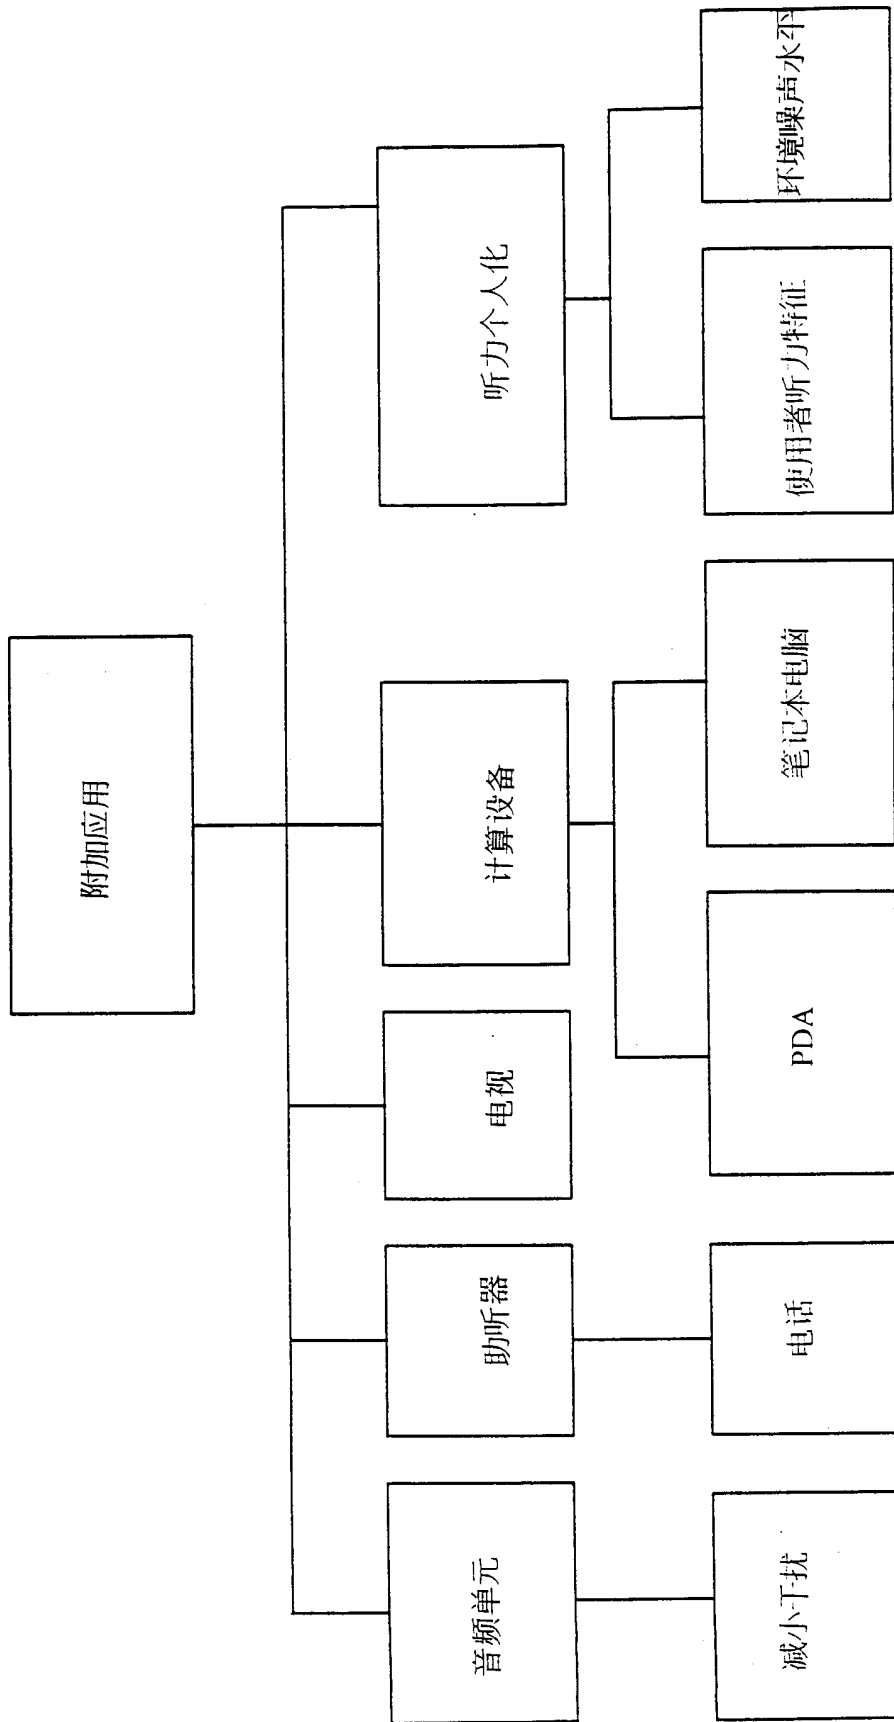 附加应用
音频单元
助听器
电视
计算设备
听力个人化
减小干扰
电话
PDA
笔记本电脑
使用者听力特征
环境噪声水平